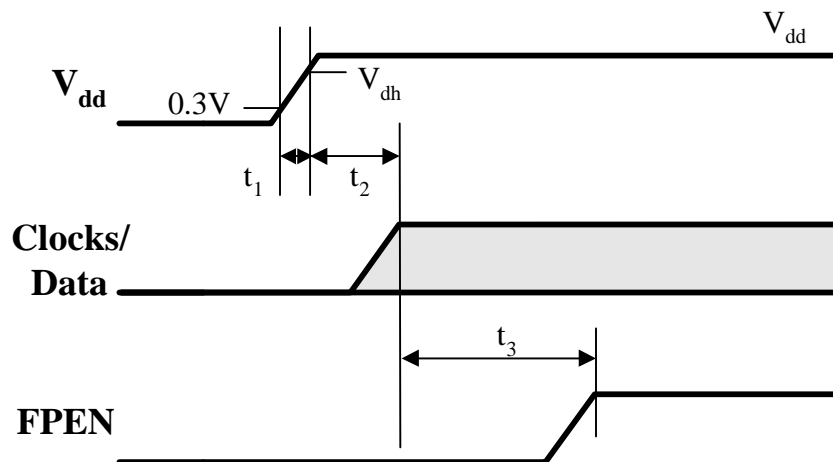 V_dd
V_dd
0.3V
V_dh
t_1
t_2
Clocks/
Data
t_3
FPEN